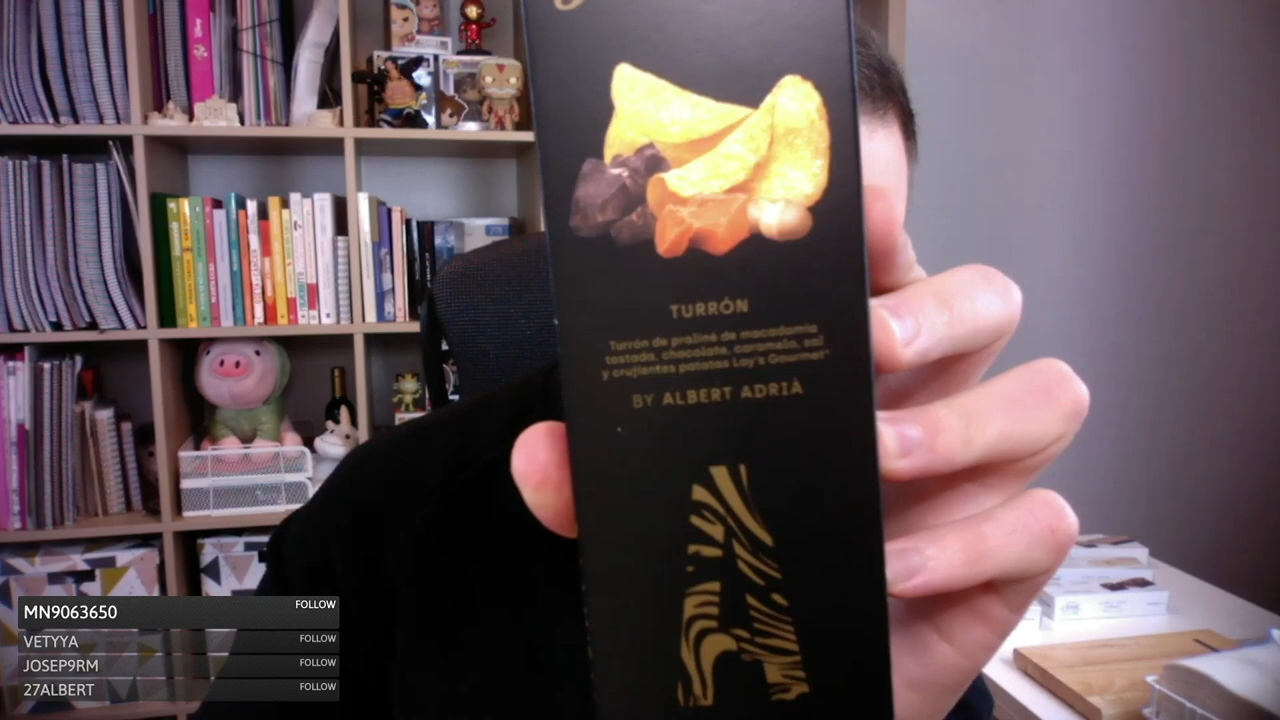 TURRÓN
Turrón de praliné de macadamia
tostada, chocolate, caramelo, sal
y crujientes patatas Lay's Gourmet*
BY ALBERT ADRIÀ
MN9063650 FOLLOW
VETYYA FOLLOW
JOSEP9RM FOLLOW
27ALBERT FOLLOW